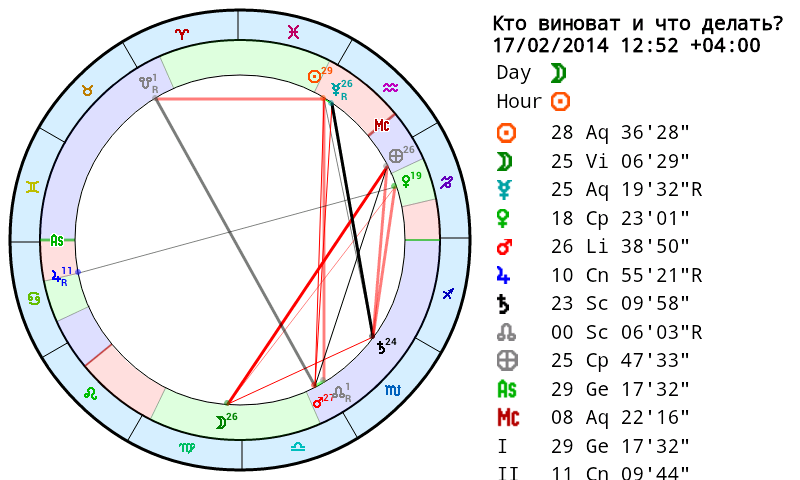 Кто виноват и что делать?
17/02/2014 12:52 +04:00
Day
Hour
28 Aq 36'28"
25 Vi 06'29"
25 Aq 19'32"R
18 Cp 23'01"
26 Li 38'50"
10 Cn 55'21"R
23 Sc 09'58"
00 Sc 06'03"R
25 Cp 47'33"
As 29 Ge 17'32"
Mc 08 Aq 22'16"
I 29 Ge 17'32"
II 11 Cn 09'44"
1
R
29
26
R
Mc
26
19
As
11
R
24
26
27
1
R